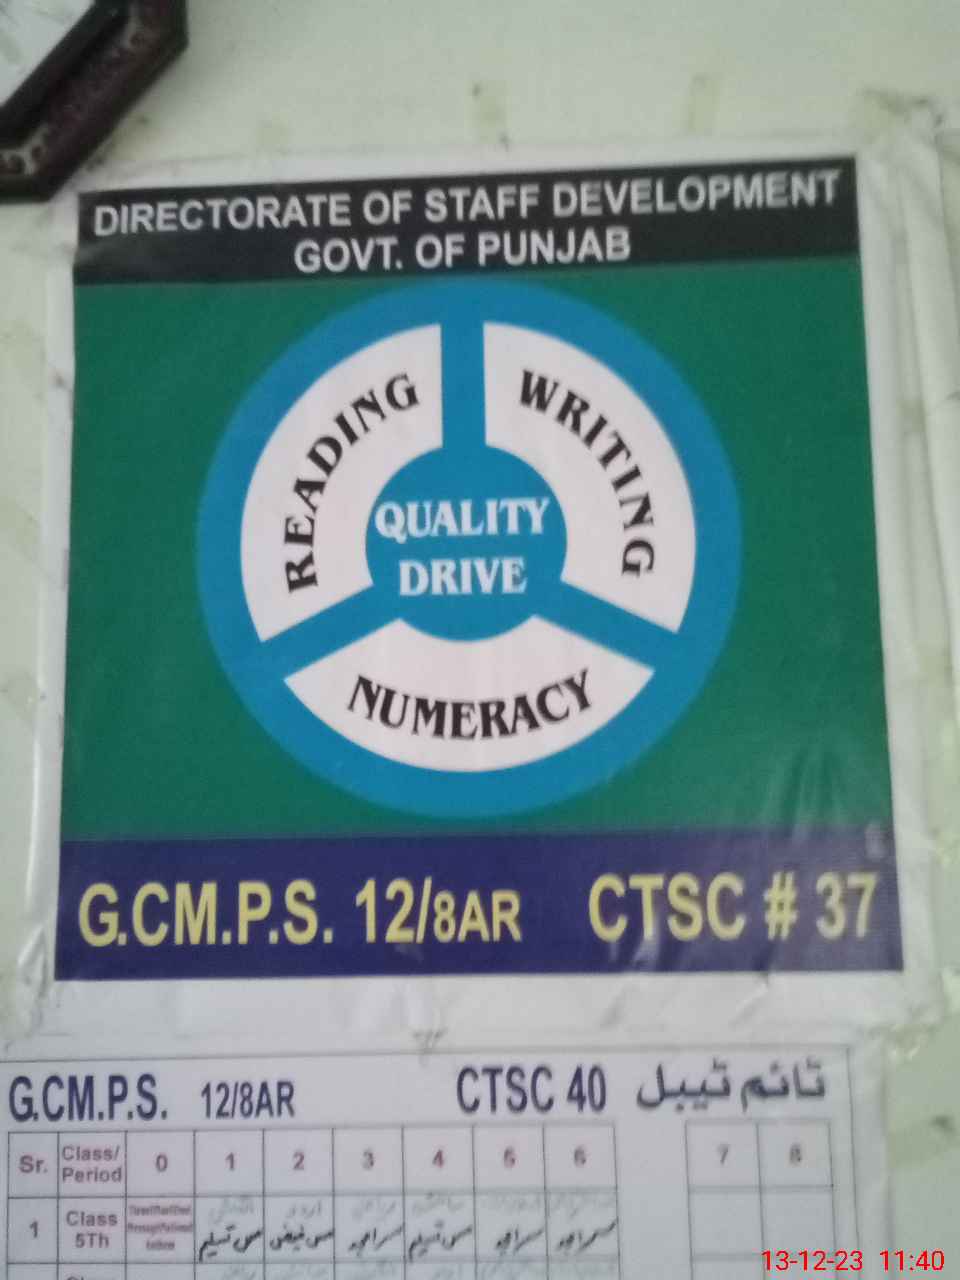 DIRECTORATE OF STAFF DEVELOPMENT
GOVT. OF PUNJAB
READING
WRITING
QUALITY
DRIVE
NUMERACY
G.CM.P.S. 12/8AR CTSC # 37
G.CM.P.S. 12/8AR CTSC 40 ٹائم ٹیبل
Sr. Class/ Period 0 1 2 3 4 5 6 7 8
1 Class 5Th
13-12-23 11:40